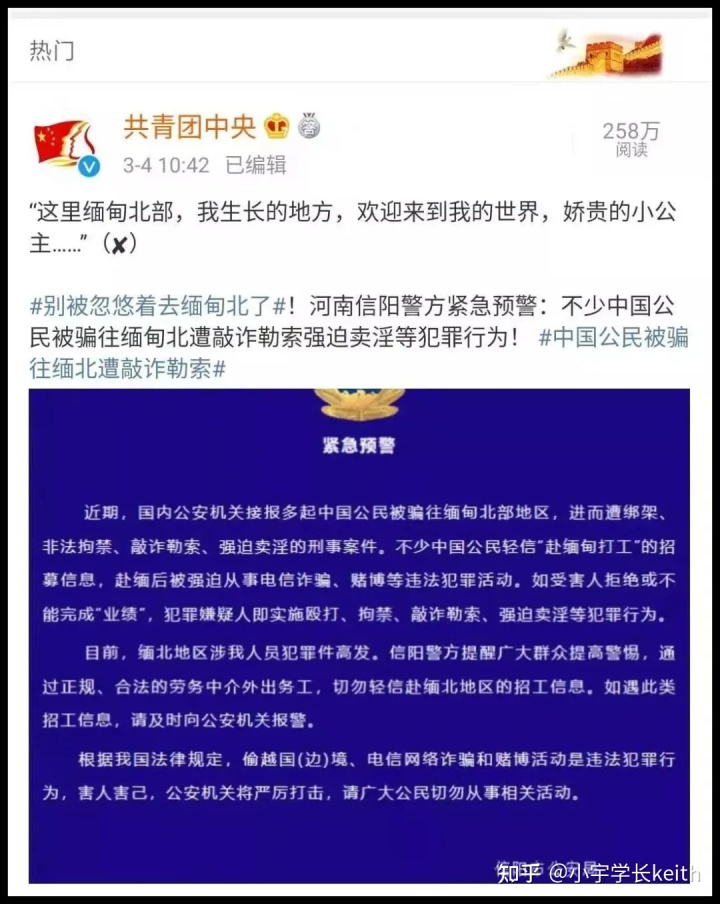 热门
共青团中央
3-4 10:42 已编辑
258万
阅读
“这里缅甸北部，我生长的地方，欢迎来到我的世界，娇贵的小公
主……”（✘）
#别被忽悠着去缅甸北了#！河南信阳警方紧急预警：不少中国公
民被骗往缅甸北遭敲诈勒索强迫卖淫等犯罪行为！ #中国公民被骗
往缅北遭敲诈勒索#
紧急预警
近期，国内公安机关接报多起中国公民被骗往缅甸北部地区，进而遭绑架、
非法拘禁、敲诈勒索、强迫卖淫的刑事案件。不少中国公民轻信“赴缅甸打工”的招
募信息，赴缅后被强迫从事电信诈骗、赌博等违法犯罪活动。如受害人拒绝或不
能完成“业绩”，犯罪嫌疑人即实施殴打、拘禁、敲诈勒索、强迫卖淫等犯罪行为。
目前，缅北地区涉我人员犯罪件高发。信阳警方提醒广大群众提高警惕，通
过正规、合法的劳务中介外出务工，切勿轻信赴缅北地区的招工信息。如遇此类
招工信息，请及时向公安机关报警。
根据我国法律规定，偷越国(边)境、电信网络诈骗和赌博活动是违法犯罪行
为，害人害己，公安机关将严厉打击，请广大公民切勿从事相关活动。
知乎 @小宇学长keith